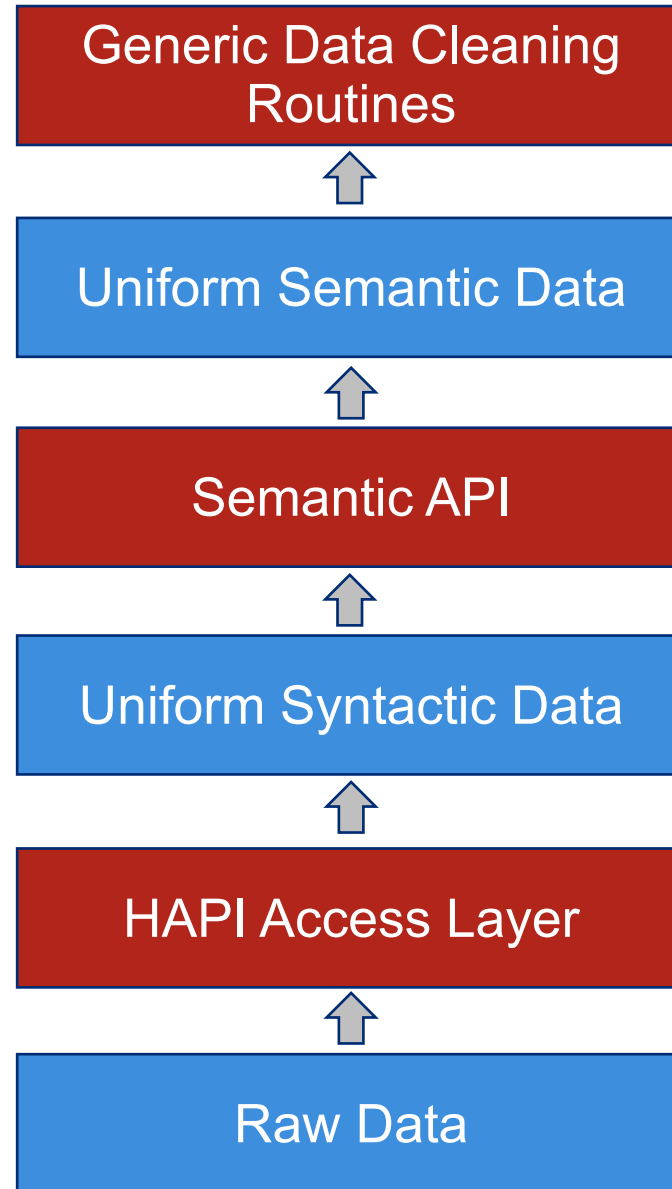 Generic Data Cleaning
Routines
Uniform Semantic Data
Semantic API
Uniform Syntactic Data
HAPI Access Layer
Raw Data